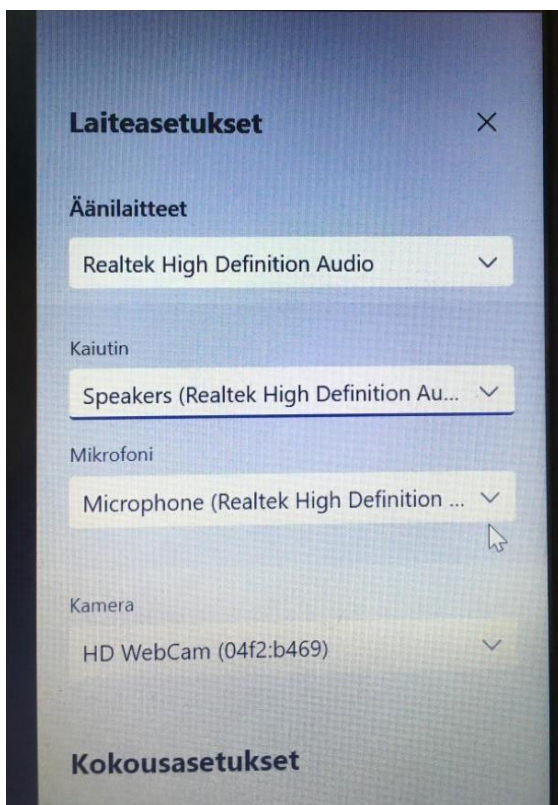 Laiteasetukset
Äänilaitteet
Realtek High Definition Audio
Kaiutin
Speakers (Realtek High Definition Au...
Mikrofoni
Microphone (Realtek High Definition ...
Kamera
HD WebCam (04f2:b469)
Kokousasetukset